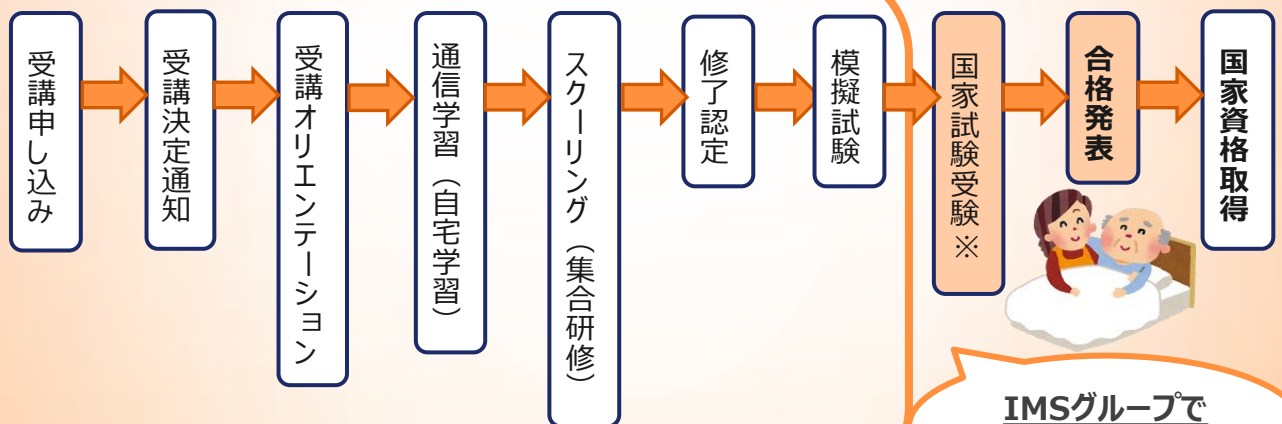 受講申し込み
受講決定通知
受講オリエンテーション
通信学習（自宅学習）
スクーリング（集合研修）
修了認定
模擬試験
国家試験受験※
合格発表
国家資格取得
IMSグループで